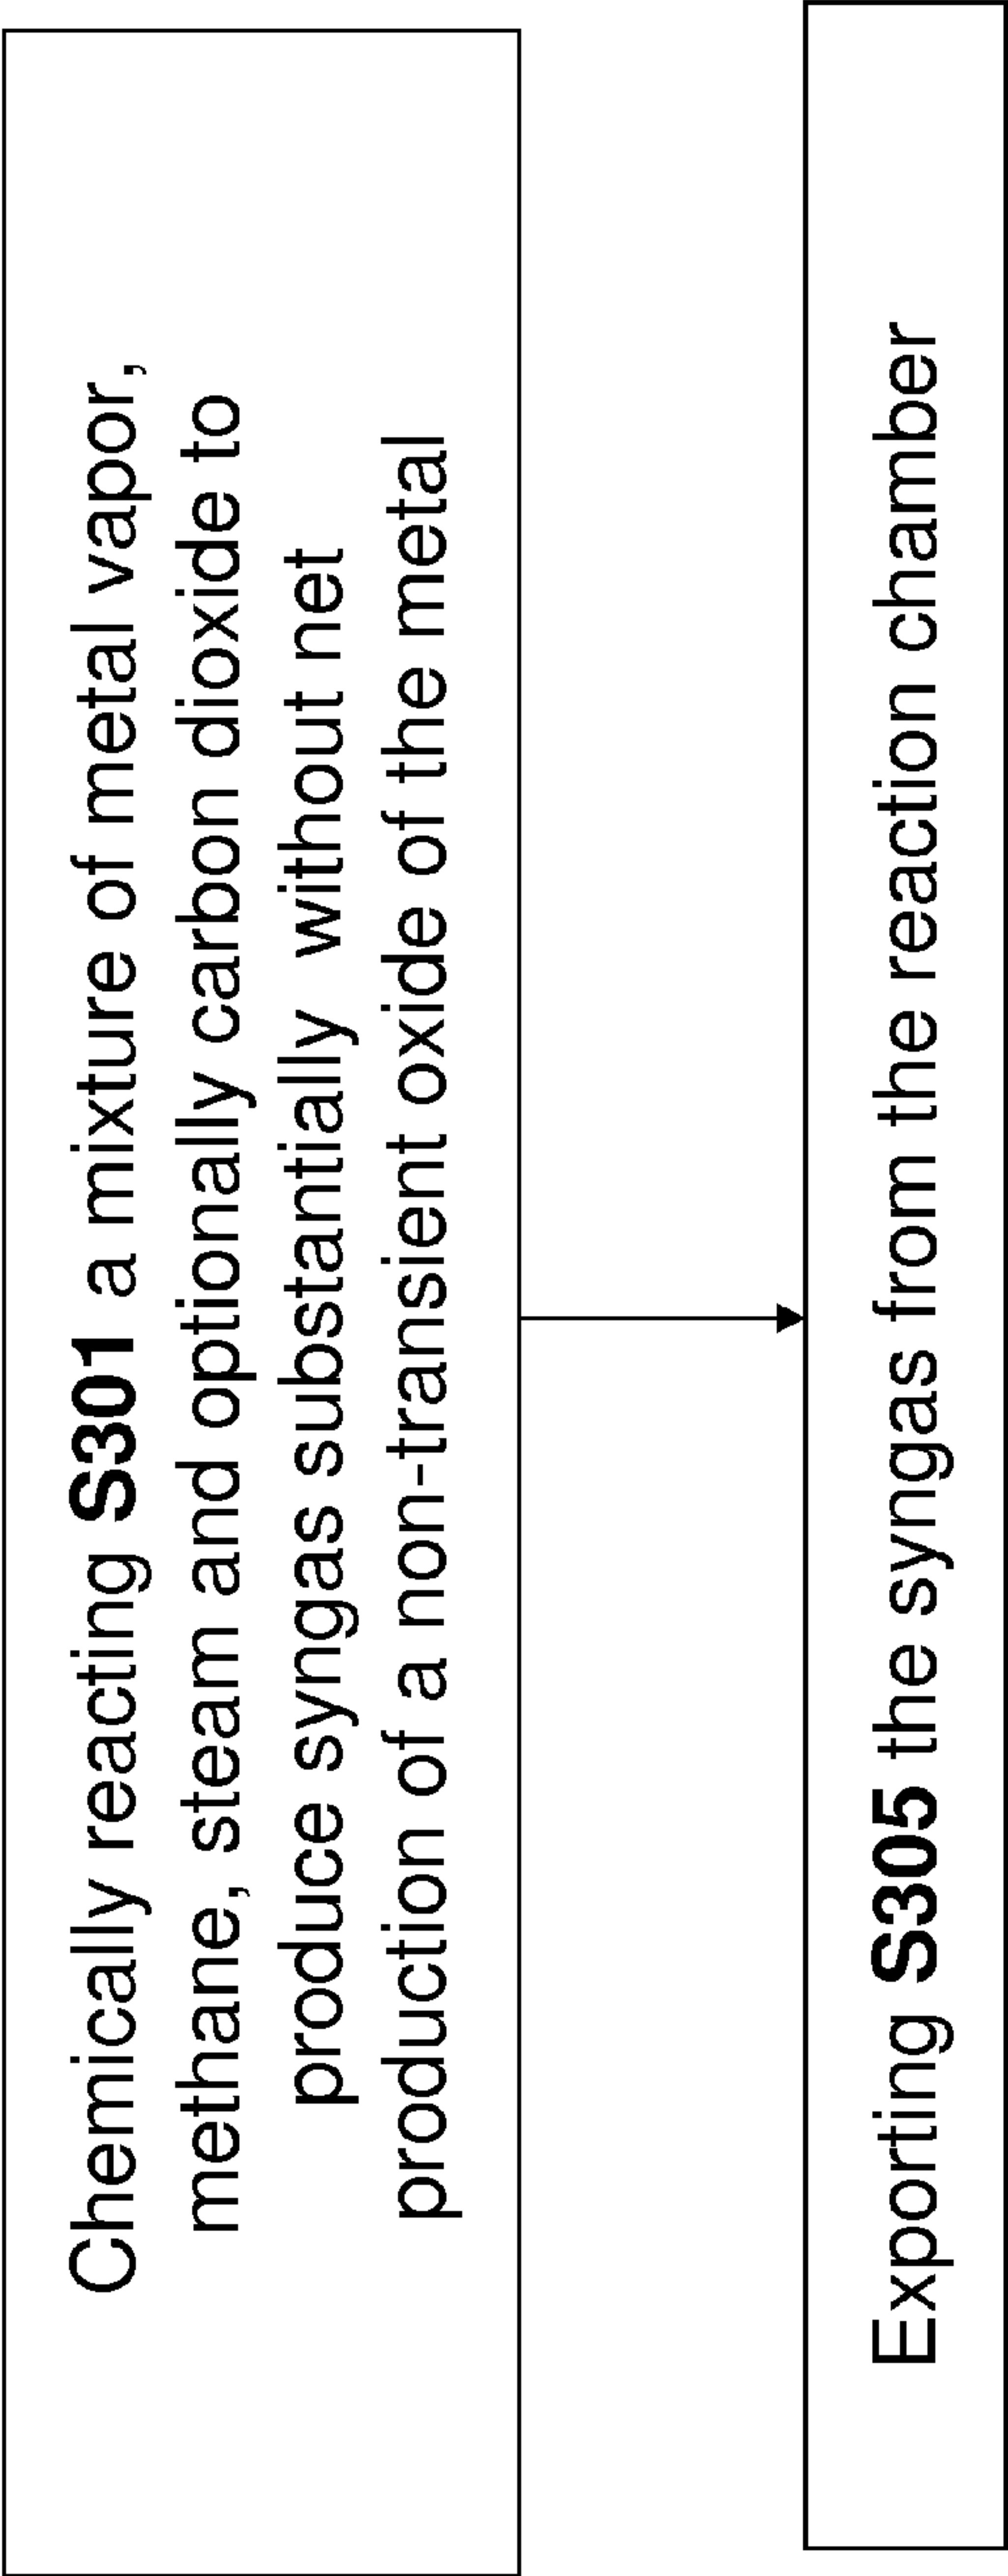 Chemically reacting S301 a mixture of metal vapor,
methane, steam and optionally carbon dioxide to
produce syngas substantially without net
production of a non-transient oxide of the metal
Exporting S305 the syngas from the reaction chamber